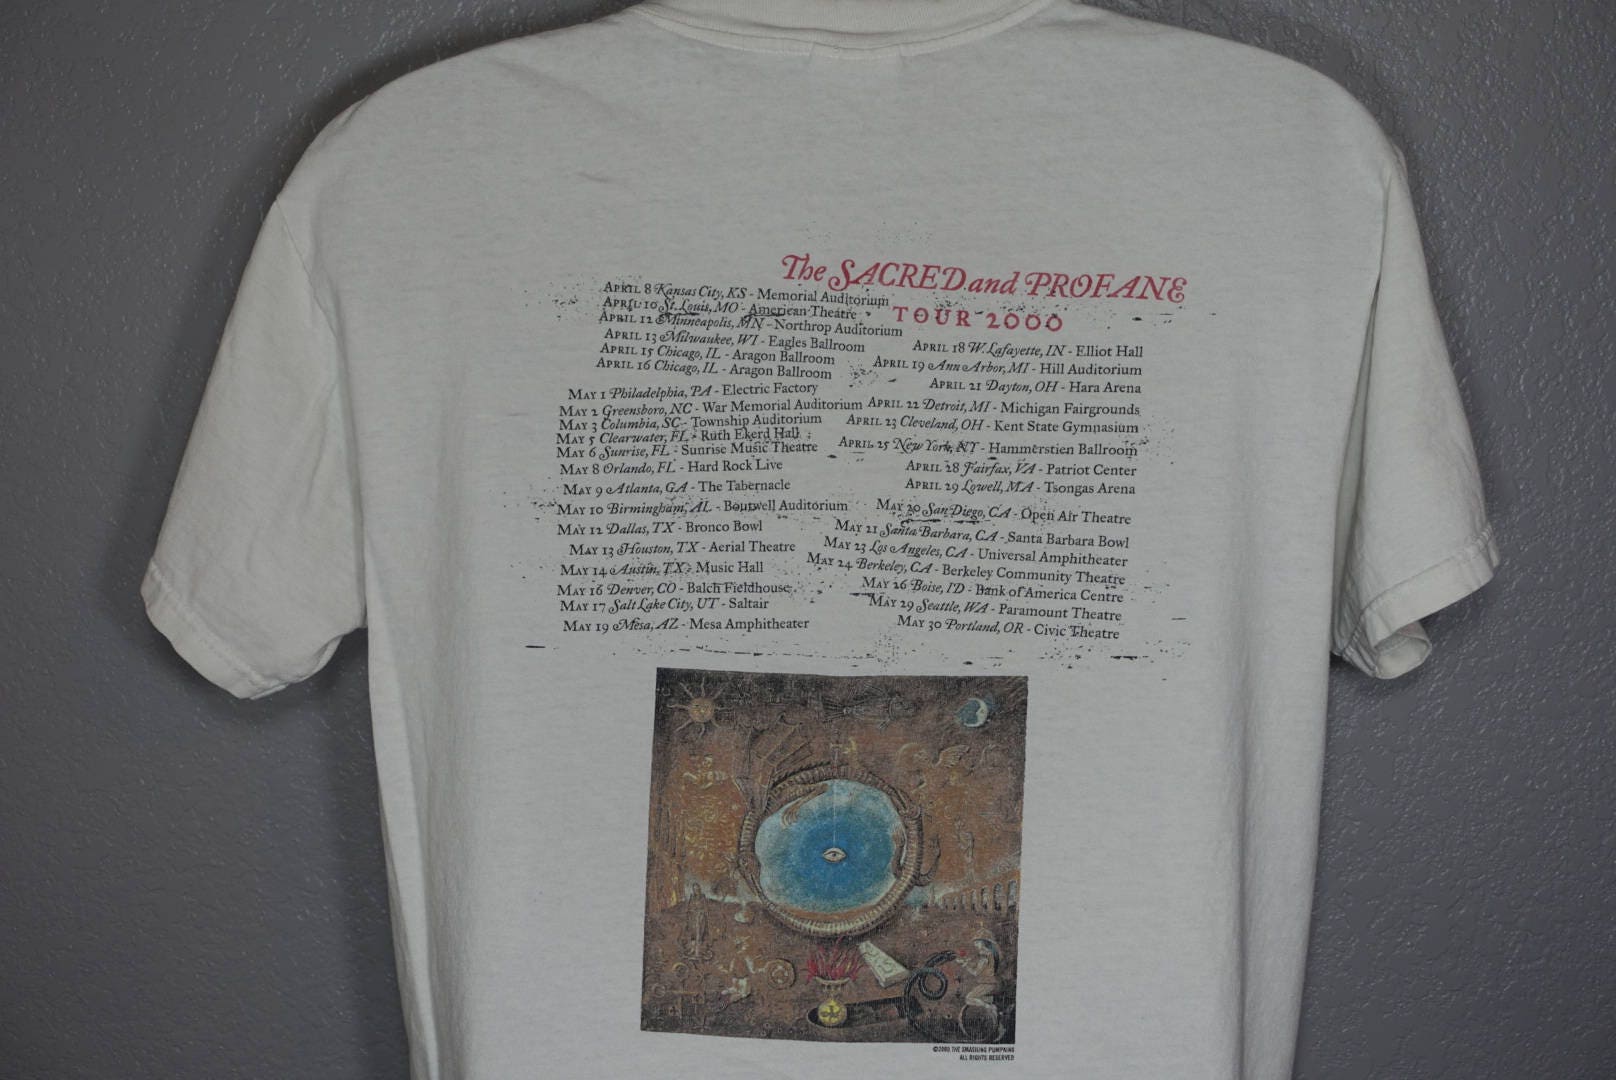 The SACRED and PROFANE
TOUR 2000
APRIL 8 Kansas City, KS - Memorial Auditorium
APRIL 10 St. Louis, MO - American Theatre
APRIL 12 Minneapolis, MN - Northrop Auditorium
APRIL 13 Milwaukee, WI - Eagles Ballroom
APRIL 15 Chicago, IL - Aragon Ballroom
APRIL 16 Chicago, IL - Aragon Ballroom
APRIL 18 W. Lafayette, IN - Elliot Hall
APRIL 19 Ann Arbor, MI - Hill Auditorium
APRIL 21 Dayton, OH - Hara Arena
APRIL 22 Detroit, MI - Michigan Fairgrounds
APRIL 23 Cleveland, OH - Kent State Gymnasium
APRIL 25 New York, NY - Hammerstien Ballroom
APRIL 28 Fairfax, VA - Patriot Center
APRIL 29 Lowell, MA - Tsongas Arena
MAY 1 Philadelphia, PA - Electric Factory
MAY 2 Greensboro, NC - War Memorial Auditorium
MAY 3 Columbia, SC - Township Auditorium
MAY 5 Clearwater, FL - Ruth Ekerd Hall
MAY 6 Sunrise, FL - Sunrise Music Theatre
MAY 8 Orlando, FL - Hard Rock Live
MAY 9 Atlanta, GA - The Tabernacle
MAY 10 Birmingham, AL - Boutwell Auditorium
MAY 12 Dallas, TX - Bronco Bowl
MAY 13 Houston, TX - Aerial Theatre
MAY 14 Austin, TX - Music Hall
MAY 16 Denver, CO - Balch Fieldhouse
MAY 17 Salt Lake City, UT - Saltair
MAY 19 Mesa, AZ - Mesa Amphitheater
MAY 20 San Diego, CA - Open Air Theatre
MAY 21 Santa Barbara, CA - Santa Barbara Bowl
MAY 23 Los Angeles, CA - Universal Amphitheater
MAY 24 Berkeley, CA - Berkeley Community Theatre
MAY 26 Boise, ID - Bank of America Centre
MAY 29 Seattle, WA - Paramount Theatre
MAY 30 Portland, OR - Civic Theatre
©2000 THE SMASHING PUMPKINS
ALL RIGHTS RESERVED